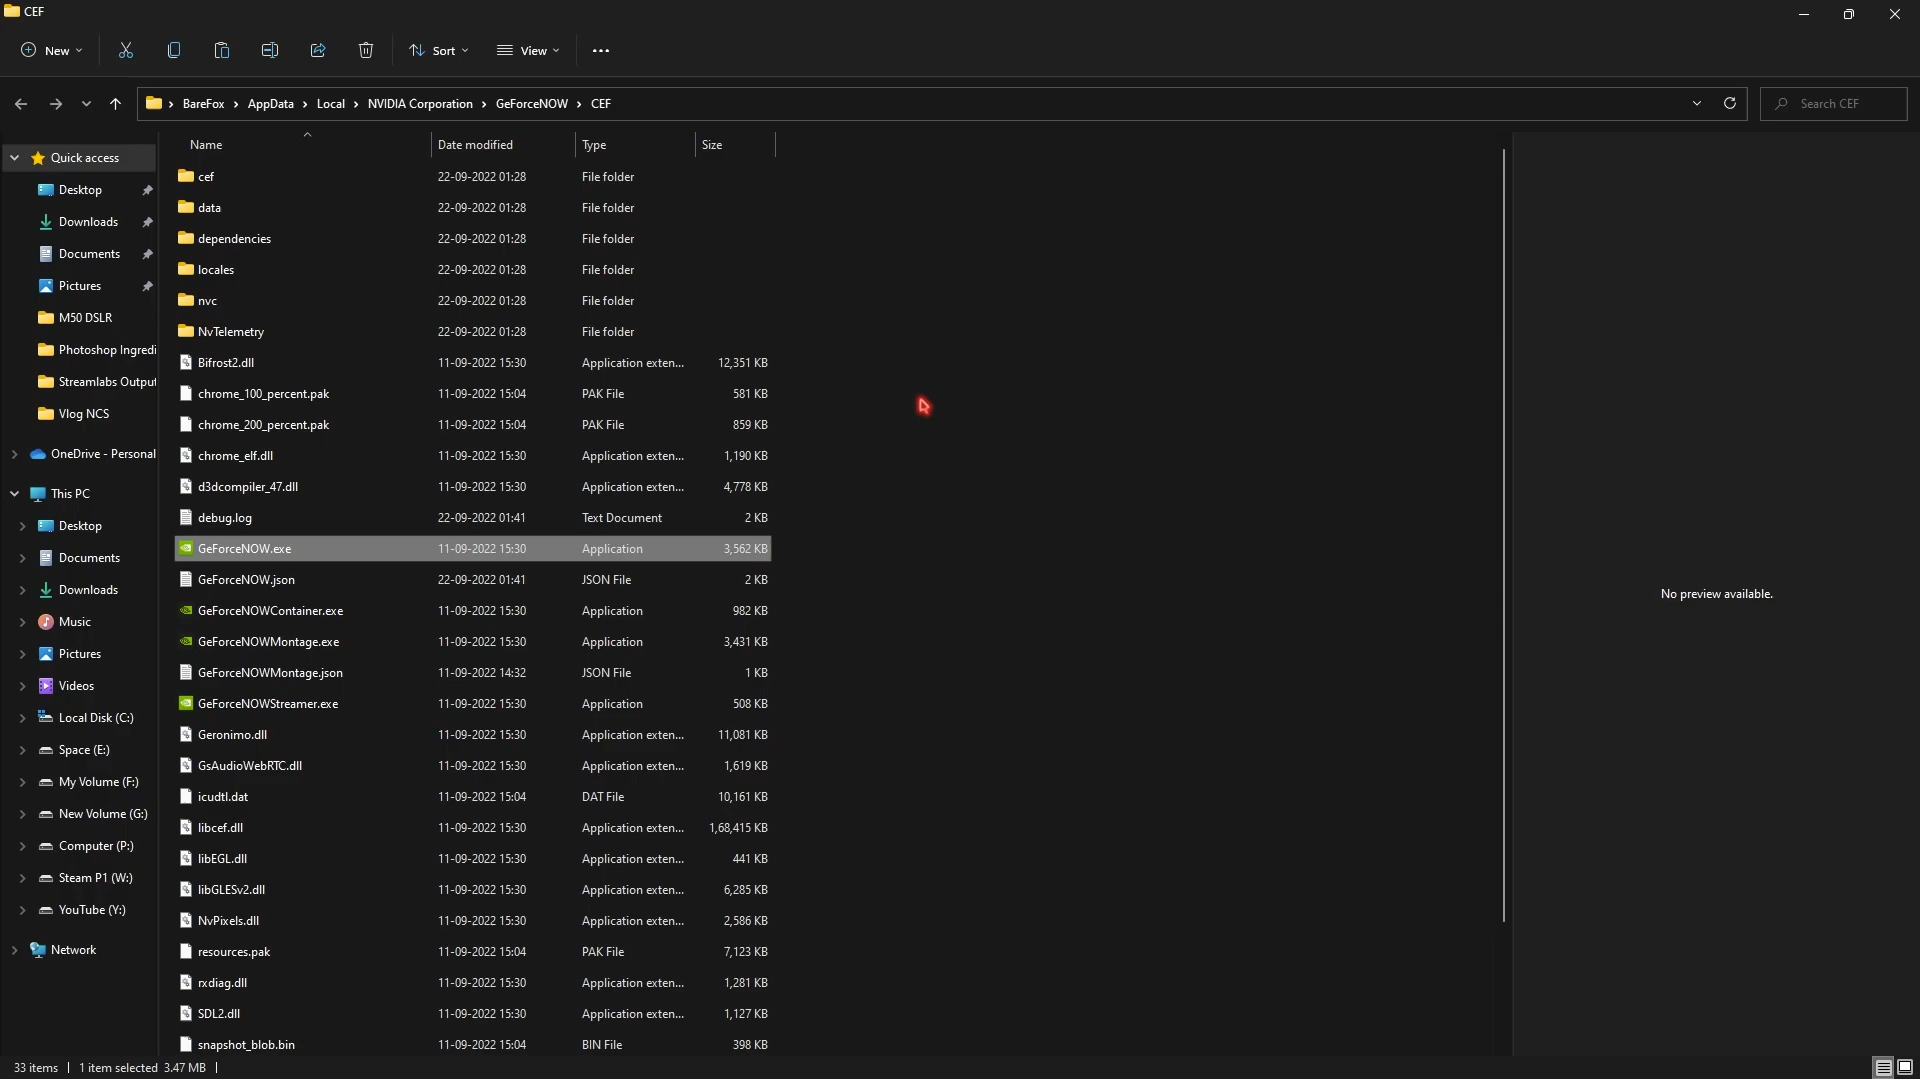 CEF
New
Sort
View
BareFox > AppData > Local > NVIDIA Corporation > GeForceNOW > CEF
Search CEF
Name Date modified Type Size
Quick access
Desktop
Downloads
Documents
Pictures
M50 DSLR
Photoshop Ingredi
Streamlabs Output
Vlog NCS
OneDrive - Personal
This PC
Desktop
Documents
Downloads
Music
Pictures
Videos
Local Disk (C:)
Space (E:)
My Volume (F:)
New Volume (G:)
Computer (P:)
Steam P1 (W:)
YouTube (Y:)
Network
cef 22-09-2022 01:28 File folder
data 22-09-2022 01:28 File folder
dependencies 22-09-2022 01:28 File folder
locales 22-09-2022 01:28 File folder
nvc 22-09-2022 01:28 File folder
NvTelemetry 22-09-2022 01:28 File folder
Bifrost2.dll 11-09-2022 15:30 Application exten... 12,351 KB
chrome_100_percent.pak 11-09-2022 15:04 PAK File 581 KB
chrome_200_percent.pak 11-09-2022 15:04 PAK File 859 KB
chrome_elf.dll 11-09-2022 15:30 Application exten... 1,190 KB
d3dcompiler_47.dll 11-09-2022 15:30 Application exten... 4,778 KB
debug.log 22-09-2022 01:41 Text Document 2 KB
GeForceNOW.exe 11-09-2022 15:30 Application 3,562 KB
GeForceNOW.json 22-09-2022 01:41 JSON File 2 KB
GeForceNOWContainer.exe 11-09-2022 15:30 Application 982 KB
GeForceNOWMontage.exe 11-09-2022 15:30 Application 3,431 KB
GeForceNOWMontage.json 11-09-2022 14:32 JSON File 1 KB
GeForceNOWStreamer.exe 11-09-2022 15:30 Application 508 KB
Geronimo.dll 11-09-2022 15:30 Application exten... 11,081 KB
GsAudioWebRTC.dll 11-09-2022 15:30 Application exten... 1,619 KB
icudtl.dat 11-09-2022 15:04 DAT File 10,161 KB
libcef.dll 11-09-2022 15:30 Application exten... 1,68,415 KB
libEGL.dll 11-09-2022 15:30 Application exten... 441 KB
libGLESv2.dll 11-09-2022 15:30 Application exten... 6,285 KB
NvPixels.dll 11-09-2022 15:30 Application exten... 2,586 KB
resources.pak 11-09-2022 15:04 PAK File 7,123 KB
rxdiag.dll 11-09-2022 15:30 Application exten... 1,281 KB
SDL2.dll 11-09-2022 15:30 Application exten... 1,127 KB
snapshot_blob.bin 11-09-2022 15:04 BIN File 398 KB
No preview available.
33 items | 1 item selected 3.47 MB |